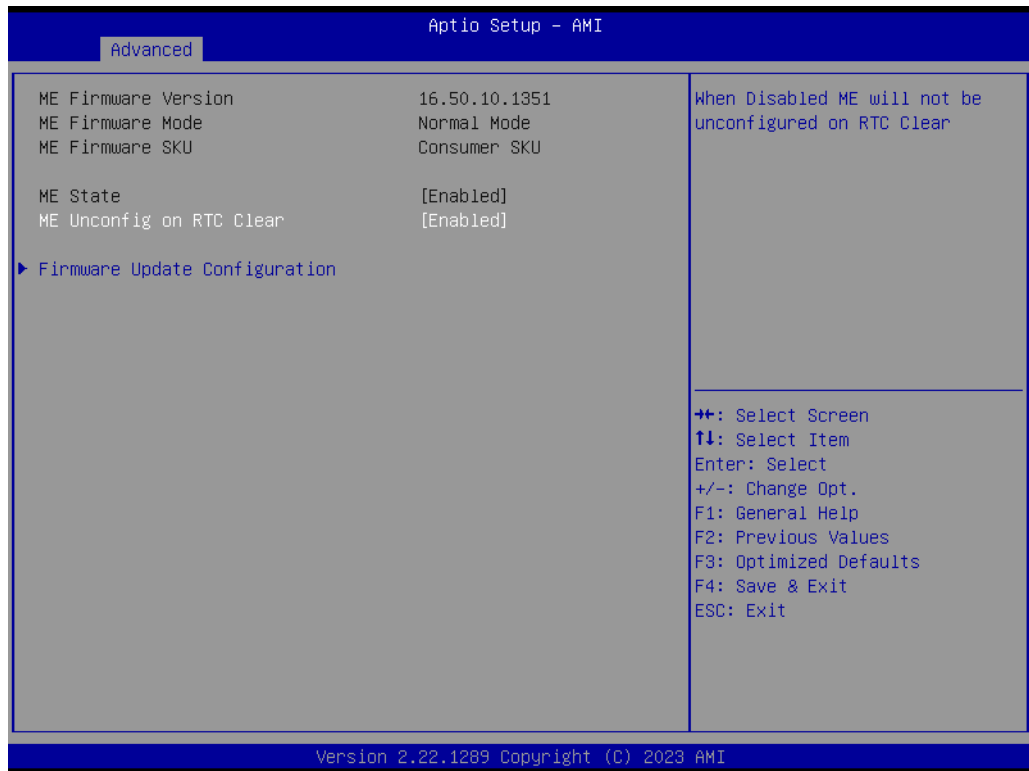 Aptio Setup – AMI
Advanced
ME Firmware Version 16.50.10.1351
ME Firmware Mode Normal Mode
ME Firmware SKU Consumer SKU
ME State [Enabled]
ME Unconfig on RTC Clear [Enabled]
▶ Firmware Update Configuration
When Disabled ME will not be
unconfigured on RTC Clear
→←: Select Screen
↑↓: Select Item
Enter: Select
+/-: Change Opt.
F1: General Help
F2: Previous Values
F3: Optimized Defaults
F4: Save & Exit
ESC: Exit
Version 2.22.1289 Copyright (C) 2023 AMI